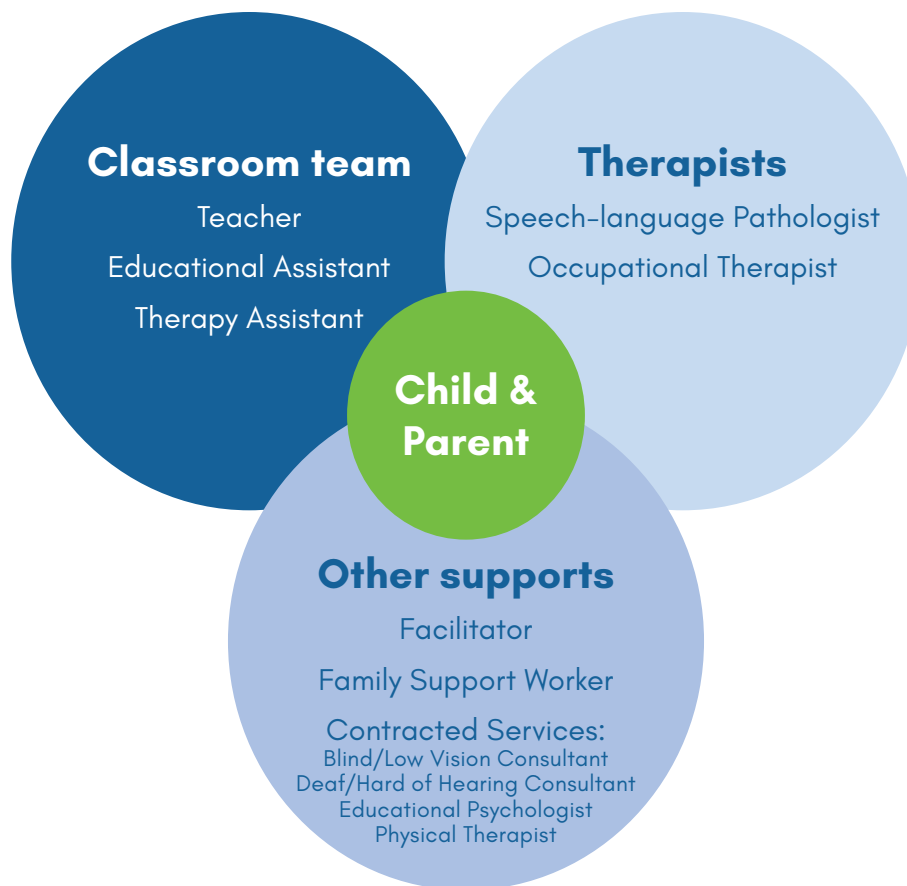 Classroom team
Teacher
Educational Assistant
Therapy Assistant
Therapists
Speech-language Pathologist
Occupational Therapist
Child &
Parent
Other supports
Facilitator
Family Support Worker
Contracted Services:
Blind/Low Vision Consultant
Deaf/Hard of Hearing Consultant
Educational Psychologist
Physical Therapist